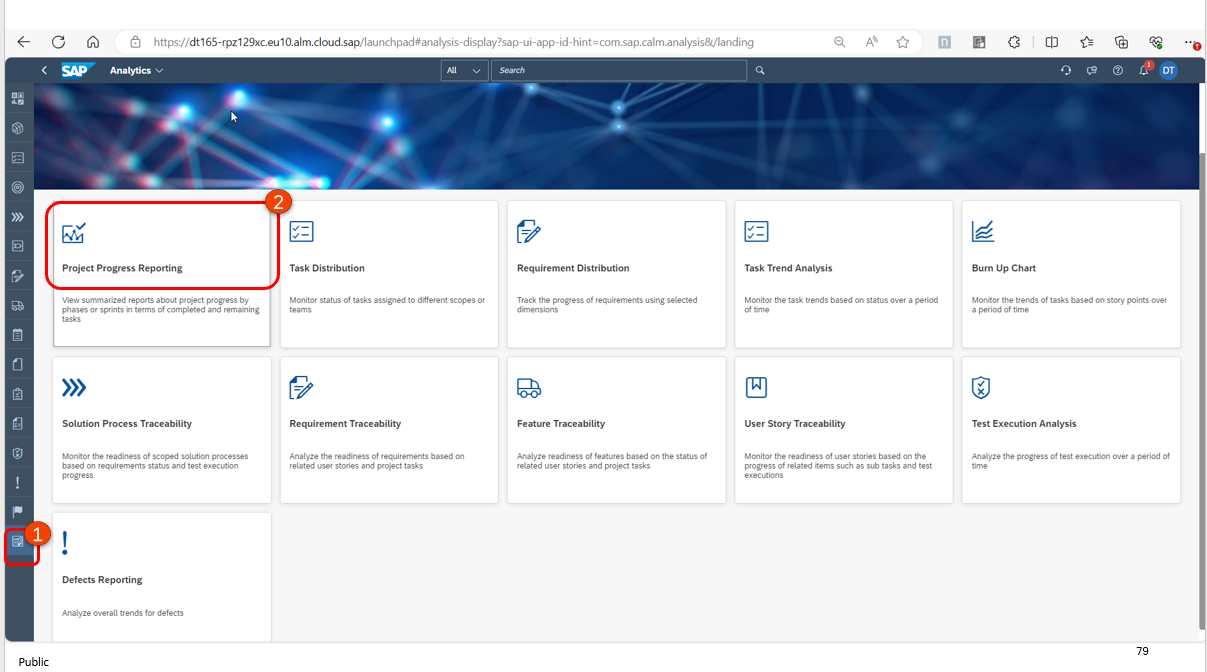 https://dt165-rpz129xc.eu10.alm.cloud.sap/launchpad#analysis-display?sap-ui-app-id-hint=com.sap.calm.analysis&/landing
SAP
Analytics
All
Search
1
DT
2
Project Progress Reporting
View summarized reports about project progress by
phases or sprints in terms of completed and remaining
tasks
Task Distribution
Monitor status of tasks assigned to different scopes or
teams
Requirement Distribution
Track the progress of requirements using selected
dimensions
Task Trend Analysis
Monitor the task trends based on status over a period
of time
Burn Up Chart
Monitor the trends of tasks based on story points over
a period of time
Solution Process Traceability
Monitor the readiness of scoped solution processes
based on requirements status and test execution
progress
Requirement Traceability
Analyze the readiness of requirements based on
related user stories and project tasks
Feature Traceability
Analyze readiness of features based on the status of
related user stories and project tasks
User Story Traceability
Monitor the readiness of user stories based on the
progress of related items such as sub tasks and test
executions
Test Execution Analysis
Analyze the progress of test execution over a period of
time
1
Defects Reporting
Analyze overall trends for defects
79
Public